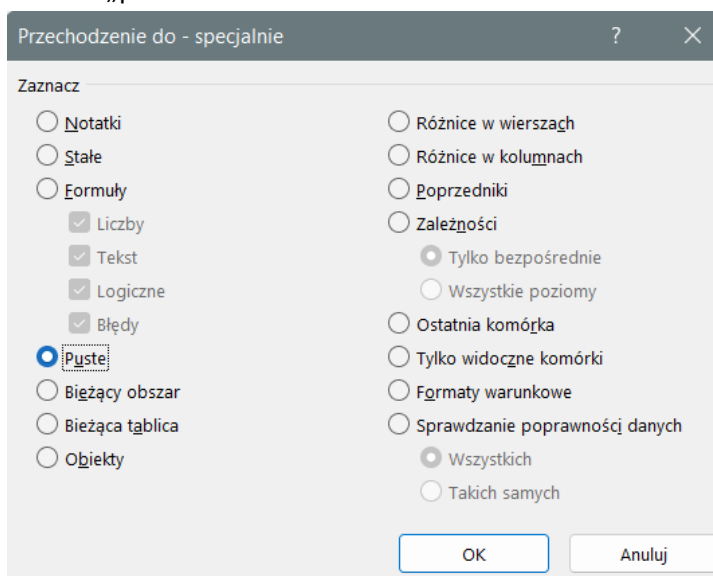 Przechodzenie do - specjalnie ?
Zaznacz
Notatki
Stałe
Formuły
Liczby
Tekst
Logiczne
Błędy
Puste
Bieżący obszar
Bieżąca tablica
Obiekty
Różnice w wierszach
Różnice w kolumnach
Poprzedniki
Zależności
Tylko bezpośrednie
Wszystkie poziomy
Ostatnia komórka
Tylko widoczne komórki
Formaty warunkowe
Sprawdzanie poprawności danych
Wszystkich
Takich samych
OK Anuluj